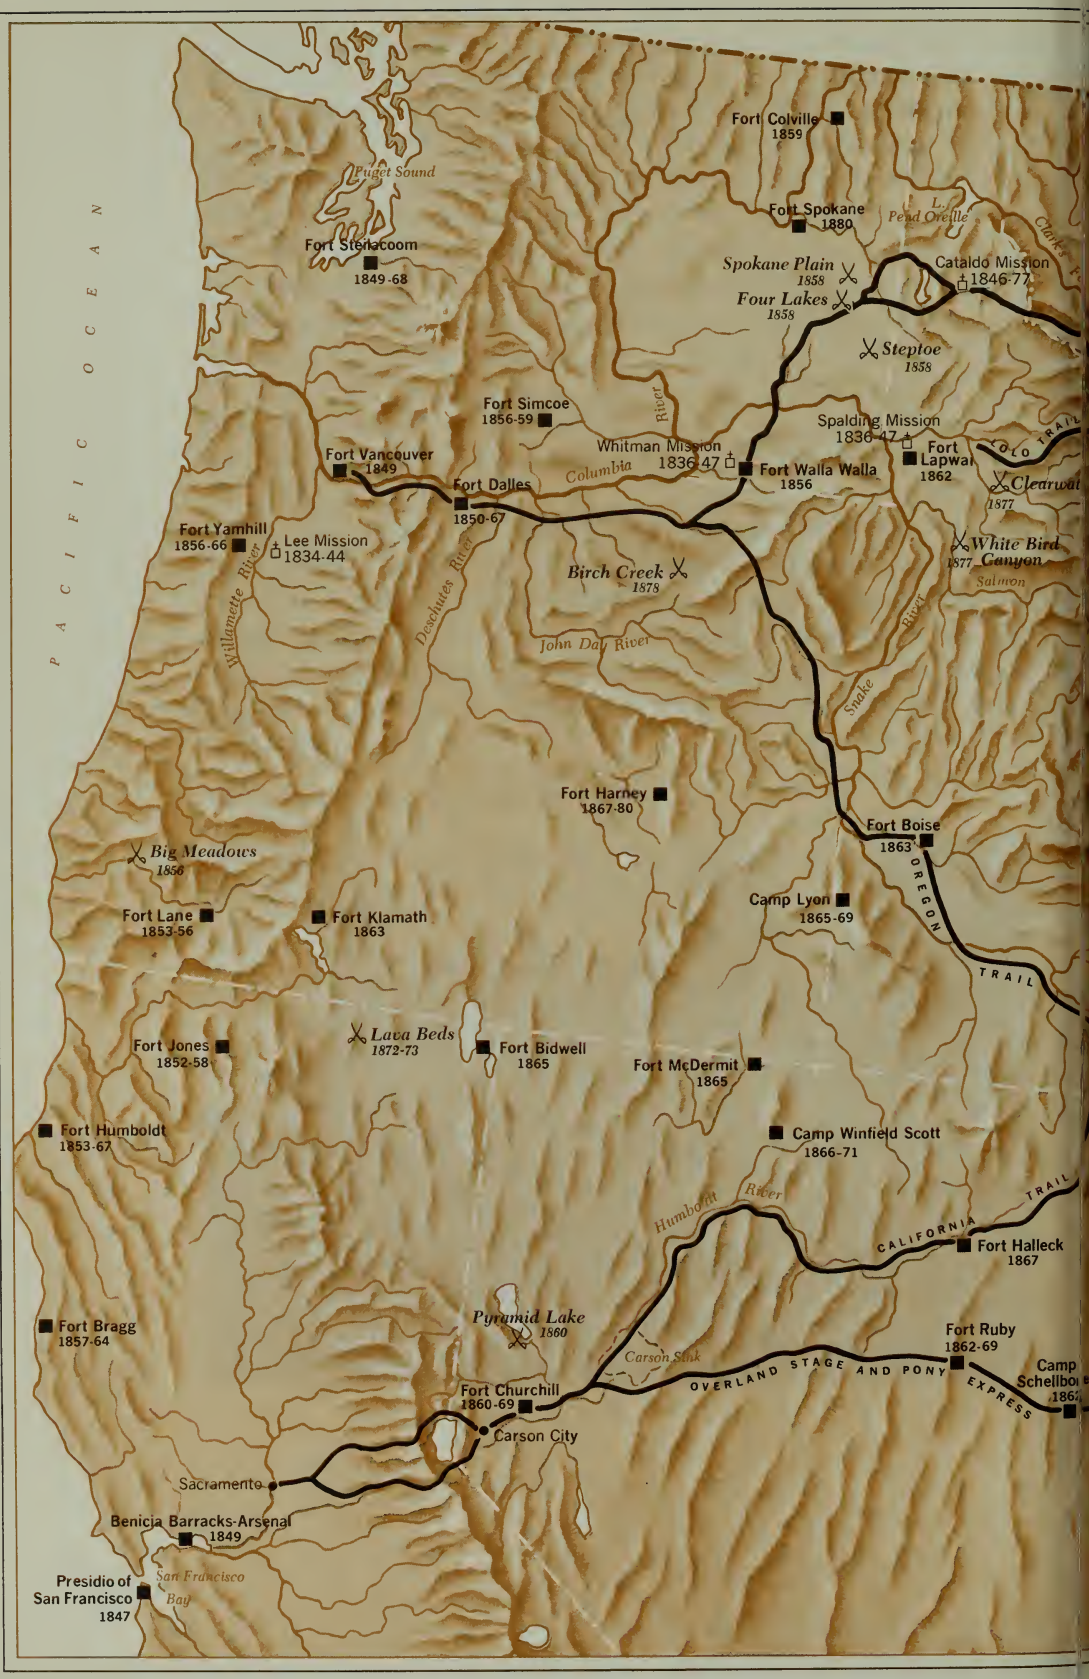 PACIFIC OCEAN
Fort Colville
1859
Puget Sound
L.
Pend Oreille
Fort Spokane
1880
Fort Steilacoom
1849-68
Spokane Plain
1858
Cataldo Mission
1846-77
Four Lakes
1858
Steptoe
1858
Fort Simcoe
1856-59
River
Spalding Mission
1836-47
LOLO TRAIL
Whitman Mission
1836-47
Fort
Lapwai
1862
Fort Vancouver
1849
Columbia
Fort Walla Walla
1856
Fort Dalles
1850-67
1877
Fort Yamhill
1856-66
Lee Mission
1834-44
White Bird
Canyon
1877
Salmon
Birch Creek
1878
Willamette River
Deschutes River
John Day River
Snake
River
Fort Harney
1867-80
Fort Boise
1863
Big Meadows
1856
OREGON
TRAIL
Camp Lyon
1865-69
Fort Lane
1853-56
Fort Klamath
1863
Lava Beds
1872-73
Fort Jones
1852-58
Fort Bidwell
1865
Fort McDermit
1865
Fort Humboldt
1853-67
Camp Winfield Scott
1866-71
Humboldt River
CALIFORNIA
TRAIL
Fort Halleck
1867
Pyramid Lake
1860
Fort Bragg
1857-64
Carson Sink
Fort Ruby
1862-69
OVERLAND STAGE AND PONY EXPRESS
Camp
Fort Churchill
1860-69
Carson City
Sacramento
Benicia Barracks-Arsenal
1849
San Francisco
Bay
Presidio of
San Francisco
1847